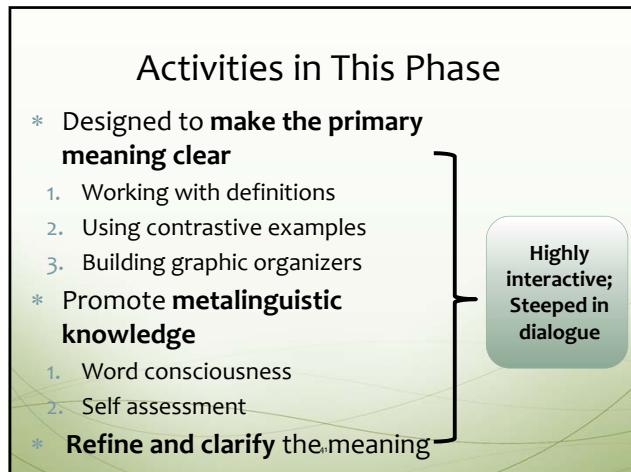 Activities in This Phase
* Designed to make the primary
meaning clear
1. Working with definitions
2. Using contrastive examples
3. Building graphic organizers
* Promote metalinguistic
knowledge
1. Word consciousness
2. Self assessment
* Refine and clarify the meaning
Highly
interactive;
Steeped in
dialogue